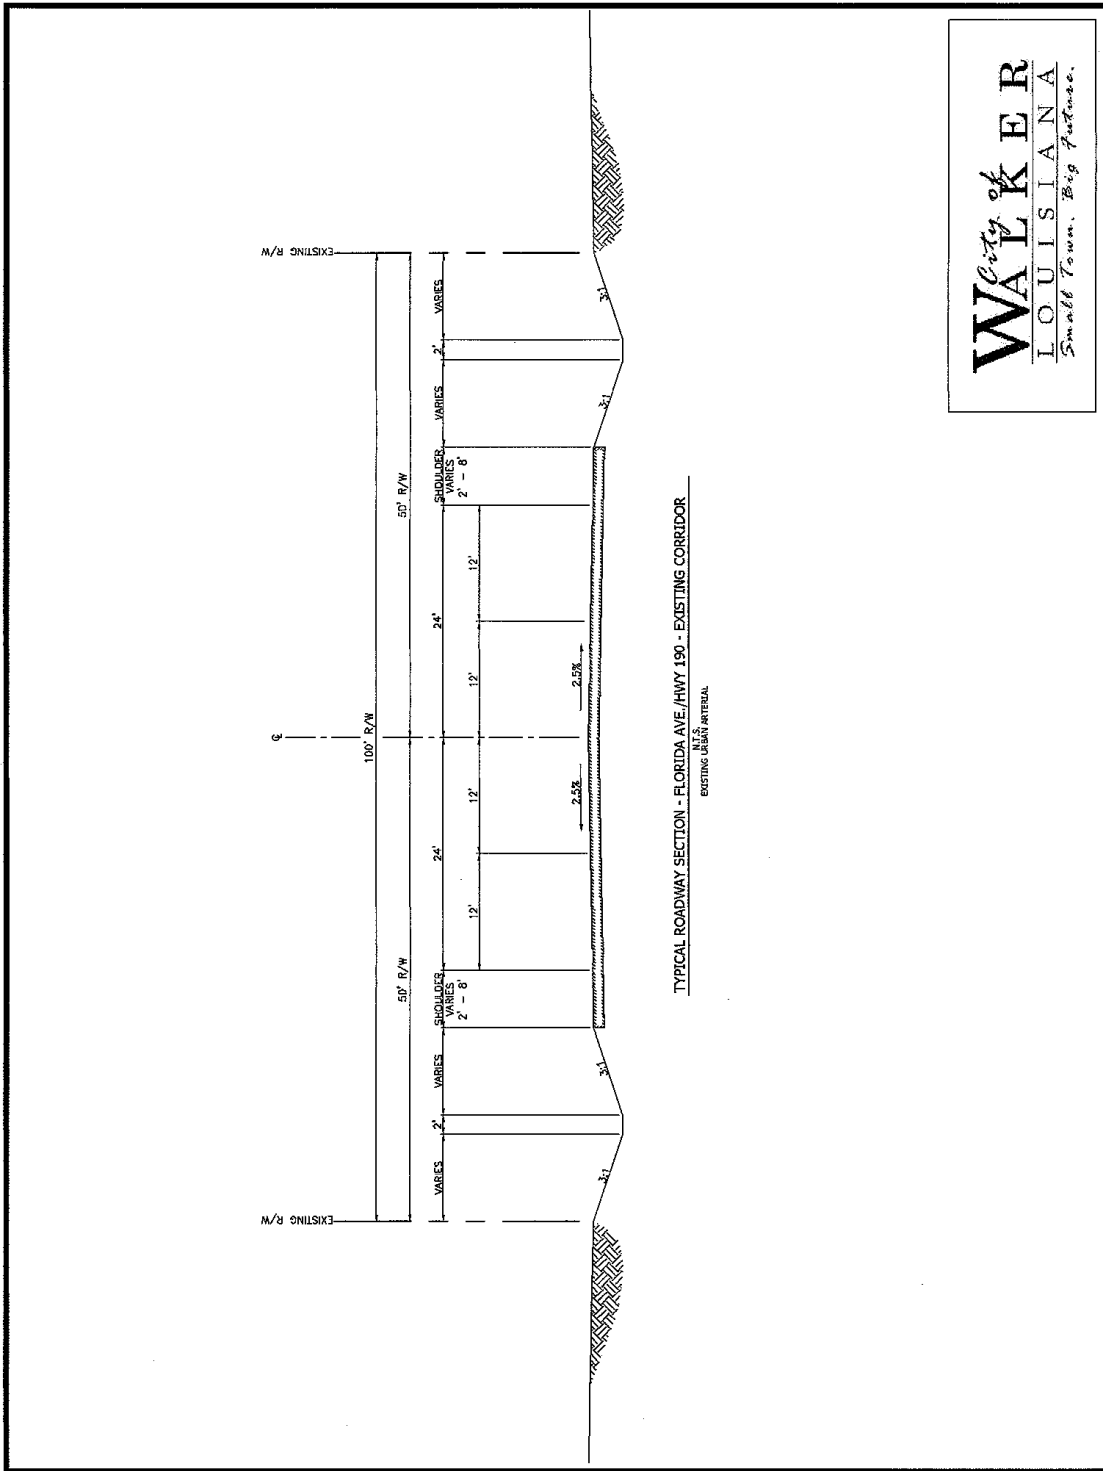 EXISTING R/W
EXISTING R/W
℄
100' R/W
50' R/W
50' R/W
VARIES
2'
VARIES
SHOULDER
VARIES
2' - 8'
24'
24'
SHOULDER
VARIES
2' - 8'
VARIES
2'
VARIES
12'
12'
12'
12'
2.5%
2.5%
3:1
3:1
3:1
3:1
TYPICAL ROADWAY SECTION - FLORIDA AVE./HWY 190 - EXISTING CORRIDOR
N.T.S.
EXISTING URBAN ARTERIAL
City of
WALKER
LOUISIANA
Small Town. Big Future.